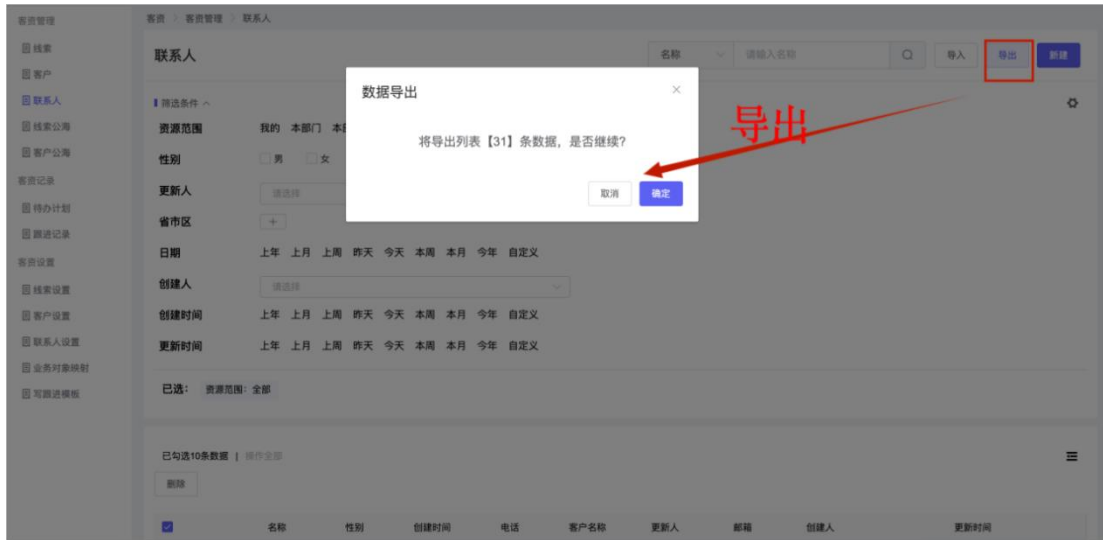 客资管理
线索
客户
联系人
线索公海
客户公海
客资记录
待办计划
跟进记录
客资设置
线索设置
客户设置
联系人设置
业务对象映射
写跟进模板
客资 客资管理 联系人
联系人 名称 请输入名称 导入 导出 新建
筛选条件
资源范围 我的 本部门
性别 男 女
更新人 请选择
省市区 +
日期 上年 上月 上周 昨天 今天 本周 本月 今年 自定义
创建人 请选择
创建时间 上年 上月 上周 昨天 今天 本周 本月 今年 自定义
更新时间 上年 上月 上周 昨天 今天 本周 本月 今年 自定义
已选: 资源范围: 全部
数据导出
将导出列表【31】条数据，是否继续?
取消 确定
导出
已勾选10条数据 | 操作全部
删除
名称 性别 创建时间 电话 客户名称 更新人 邮箱 创建人 更新时间